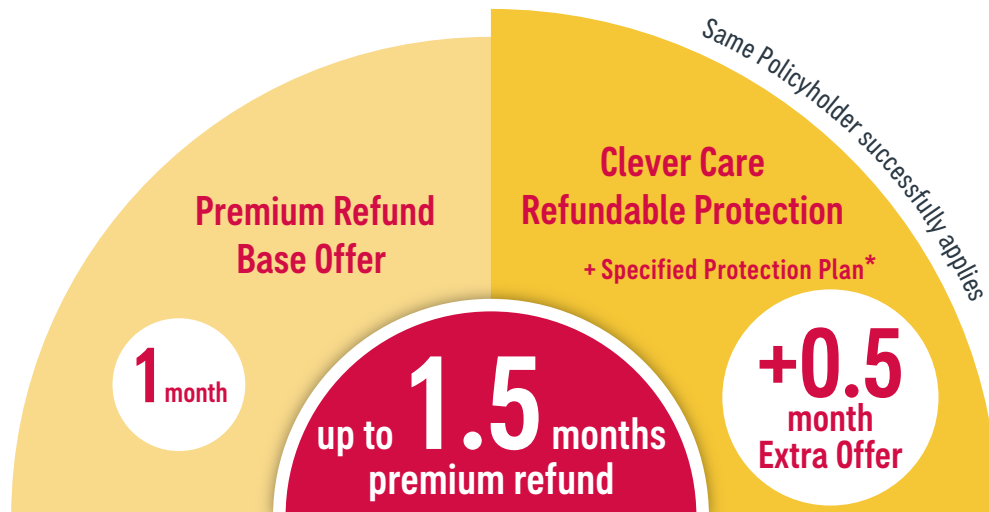 Premium Refund
Base Offer
1 month
Same Policyholder successfully applies
Clever Care
Refundable Protection
+ Specified Protection Plan*
+0.5
month
Extra Offer
up to 1.5 months
premium refund